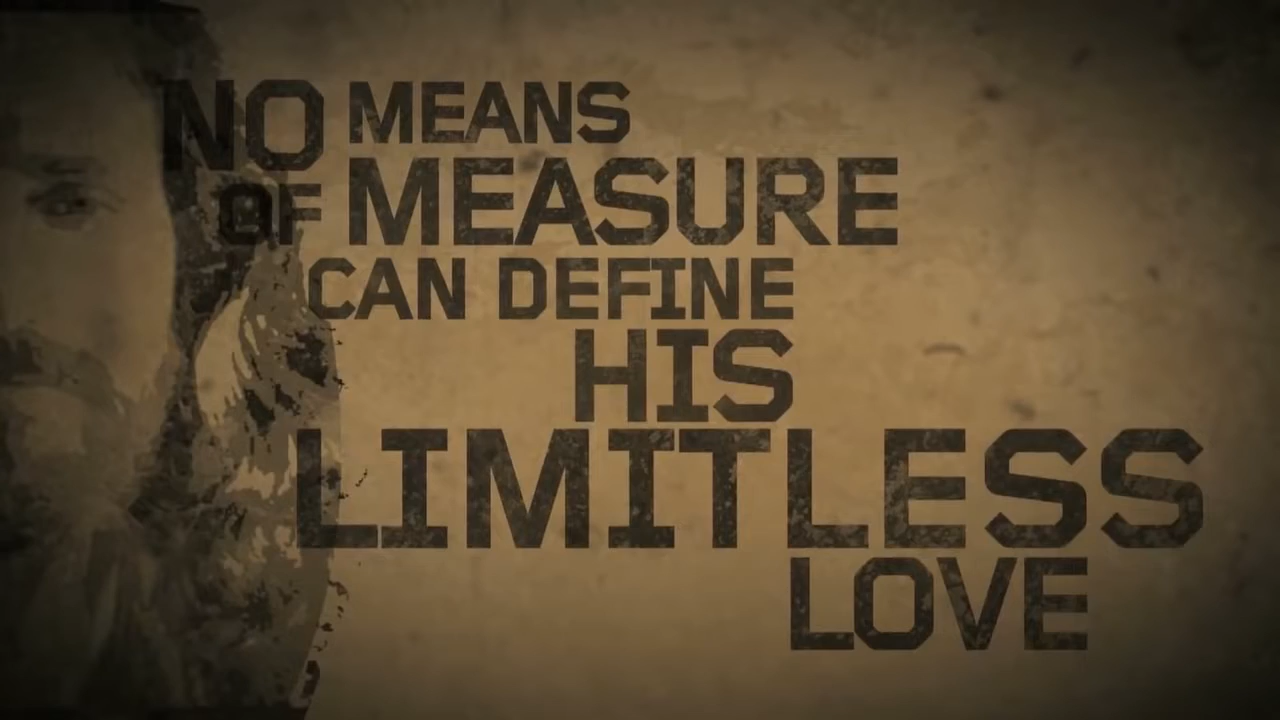 NO MEANS
OF MEASURE
CAN DEFINE
HIS
LIMITLESS
LOVE